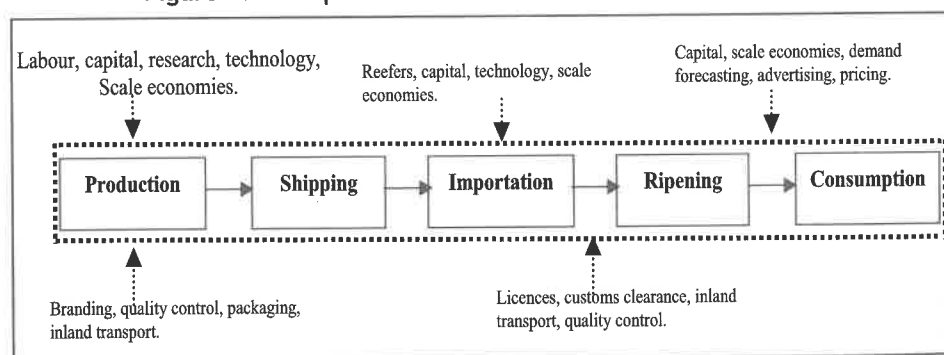 Labour, capital, research, technology,
Scale economies.
Reefers, capital, technology, scale
economies.
Capital, scale economies, demand
forecasting, advertising, pricing.
Production
Shipping
Importation
Ripening
Consumption
Branding, quality control, packaging,
inland transport.
Licences, customs clearance, inland
transport, quality control.